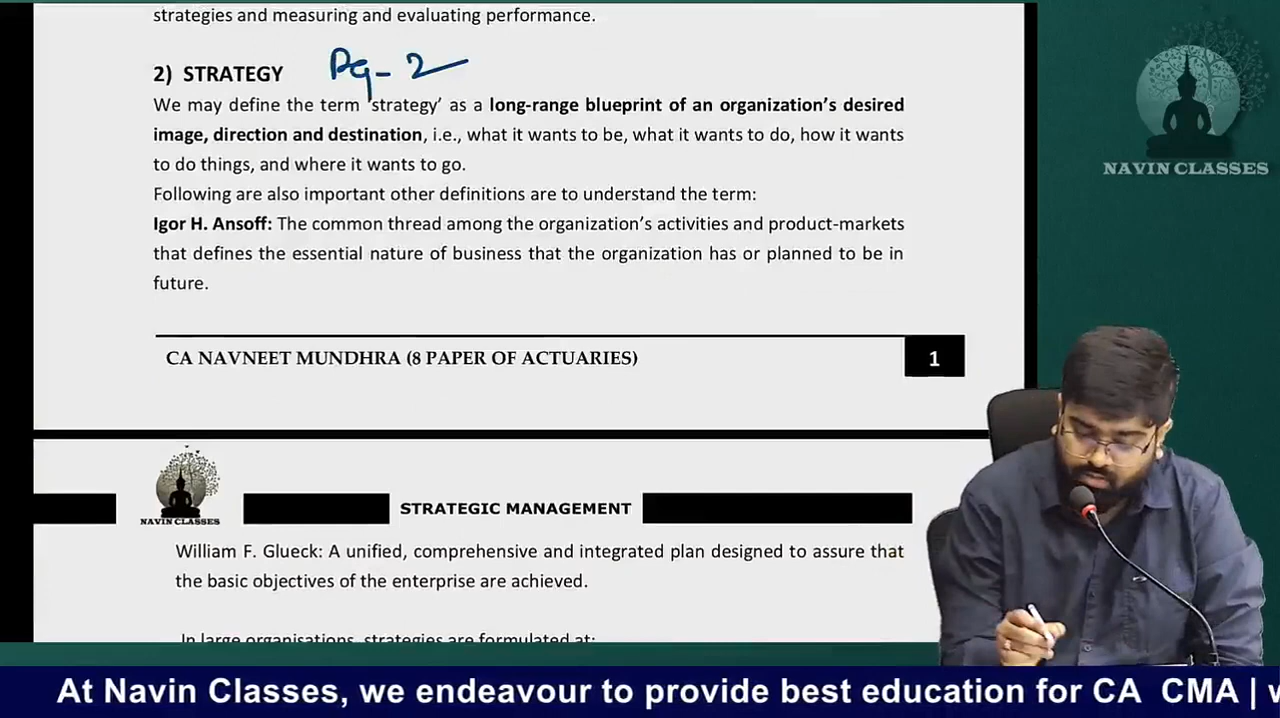 strategies and measuring and evaluating performance.
2) STRATEGY Pg-2
We may define the term 'strategy' as a long-range blueprint of an organization's desired
image, direction and destination, i.e., what it wants to be, what it wants to do, how it wants
to do things, and where it wants to go.
Following are also important other definitions are to understand the term:
Igor H. Ansoff: The common thread among the organization's activities and product-markets
that defines the essential nature of business that the organization has or planned to be in
future.
CA NAVNEET MUNDHRA (8 PAPER OF ACTUARIES)
1
NAVIN CLASSES
NAVIN CLASSES
STRATEGIC MANAGEMENT
William F. Glueck: A unified, comprehensive and integrated plan designed to assure that
the basic objectives of the enterprise are achieved.
In large organisations, strategies are formulated at:
At Navin Classes, we endeavour to provide best education for CA CMA | w